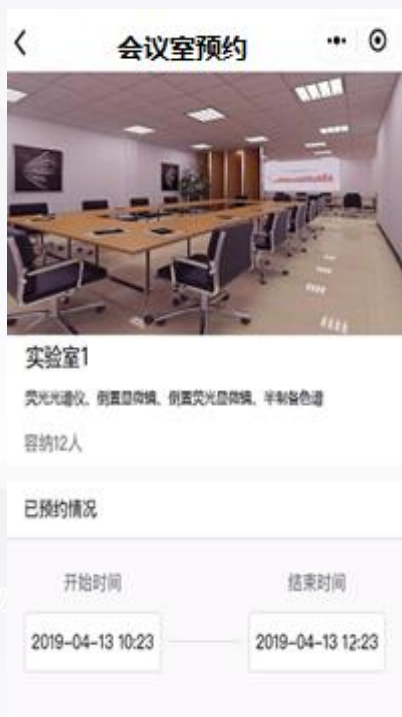 会议室预约
实验室1
荧光光谱仪、倒置显微镜、倒置荧光显微镜、半制备色谱
容纳12人
已预约情况
开始时间 结束时间
2019-04-13 10:23 2019-04-13 12:23